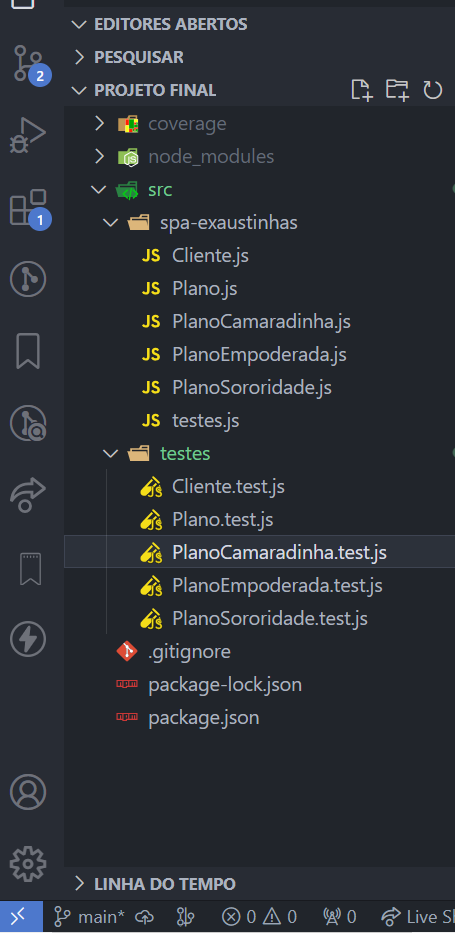 EDITORES ABERTOS
PESQUISAR
PROJETO FINAL
coverage
node_modules
src
spa-exaustinhas
JS Cliente.js
JS Plano.js
JS PlanoCamaradinha.js
JS PlanoEmpoderada.js
JS PlanoSororidade.js
JS testes.js
testes
Cliente.test.js
Plano.test.js
PlanoCamaradinha.test.js
PlanoEmpoderada.test.js
PlanoSororidade.test.js
.gitignore
package-lock.json
package.json
LINHA DO TEMPO
2
1
main* 0 0 0 Live